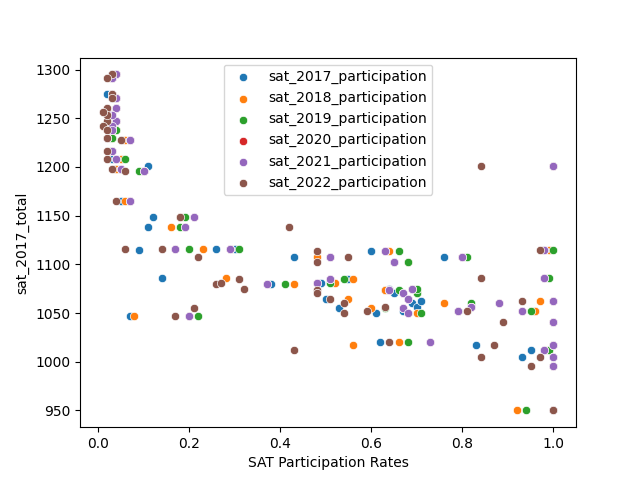 1300
1250
1200
1150
1100
1050
1000
950
sat_2017_total
sat_2017_participation
sat_2018_participation
sat_2019_participation
sat_2020_participation
sat_2021_participation
sat_2022_participation
0.0 0.2 0.4 0.6 0.8 1.0
SAT Participation Rates